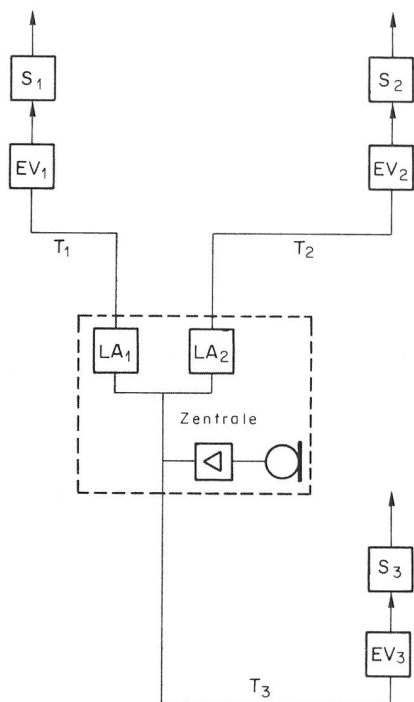 S₁
S₂
EV₁
EV₂
T₁
T₂
LA₁
LA₂
Zentrale
S₃
EV₃
T₃